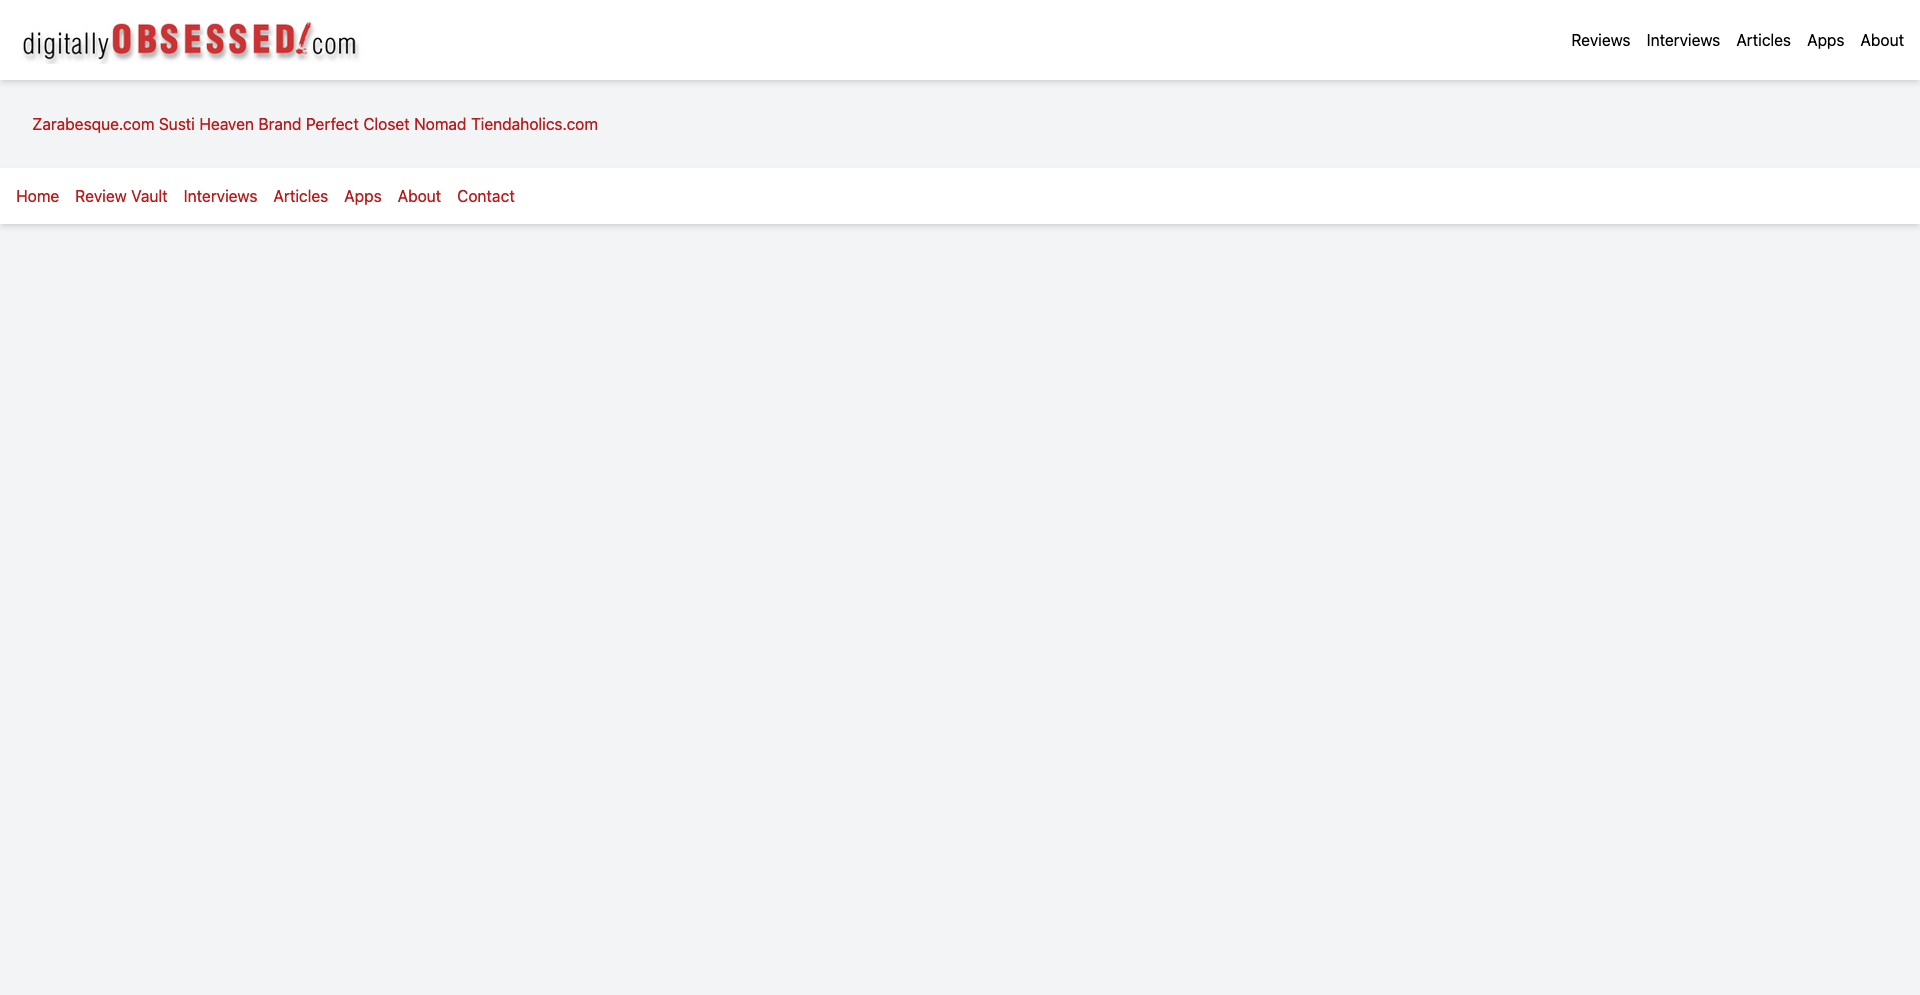 digitallyOBSESSED!com
Reviews Interviews Articles Apps About
Zarabesque.com Susti Heaven Brand Perfect Closet Nomad Tiendaholics.com
Home Review Vault Interviews Articles Apps About Contact